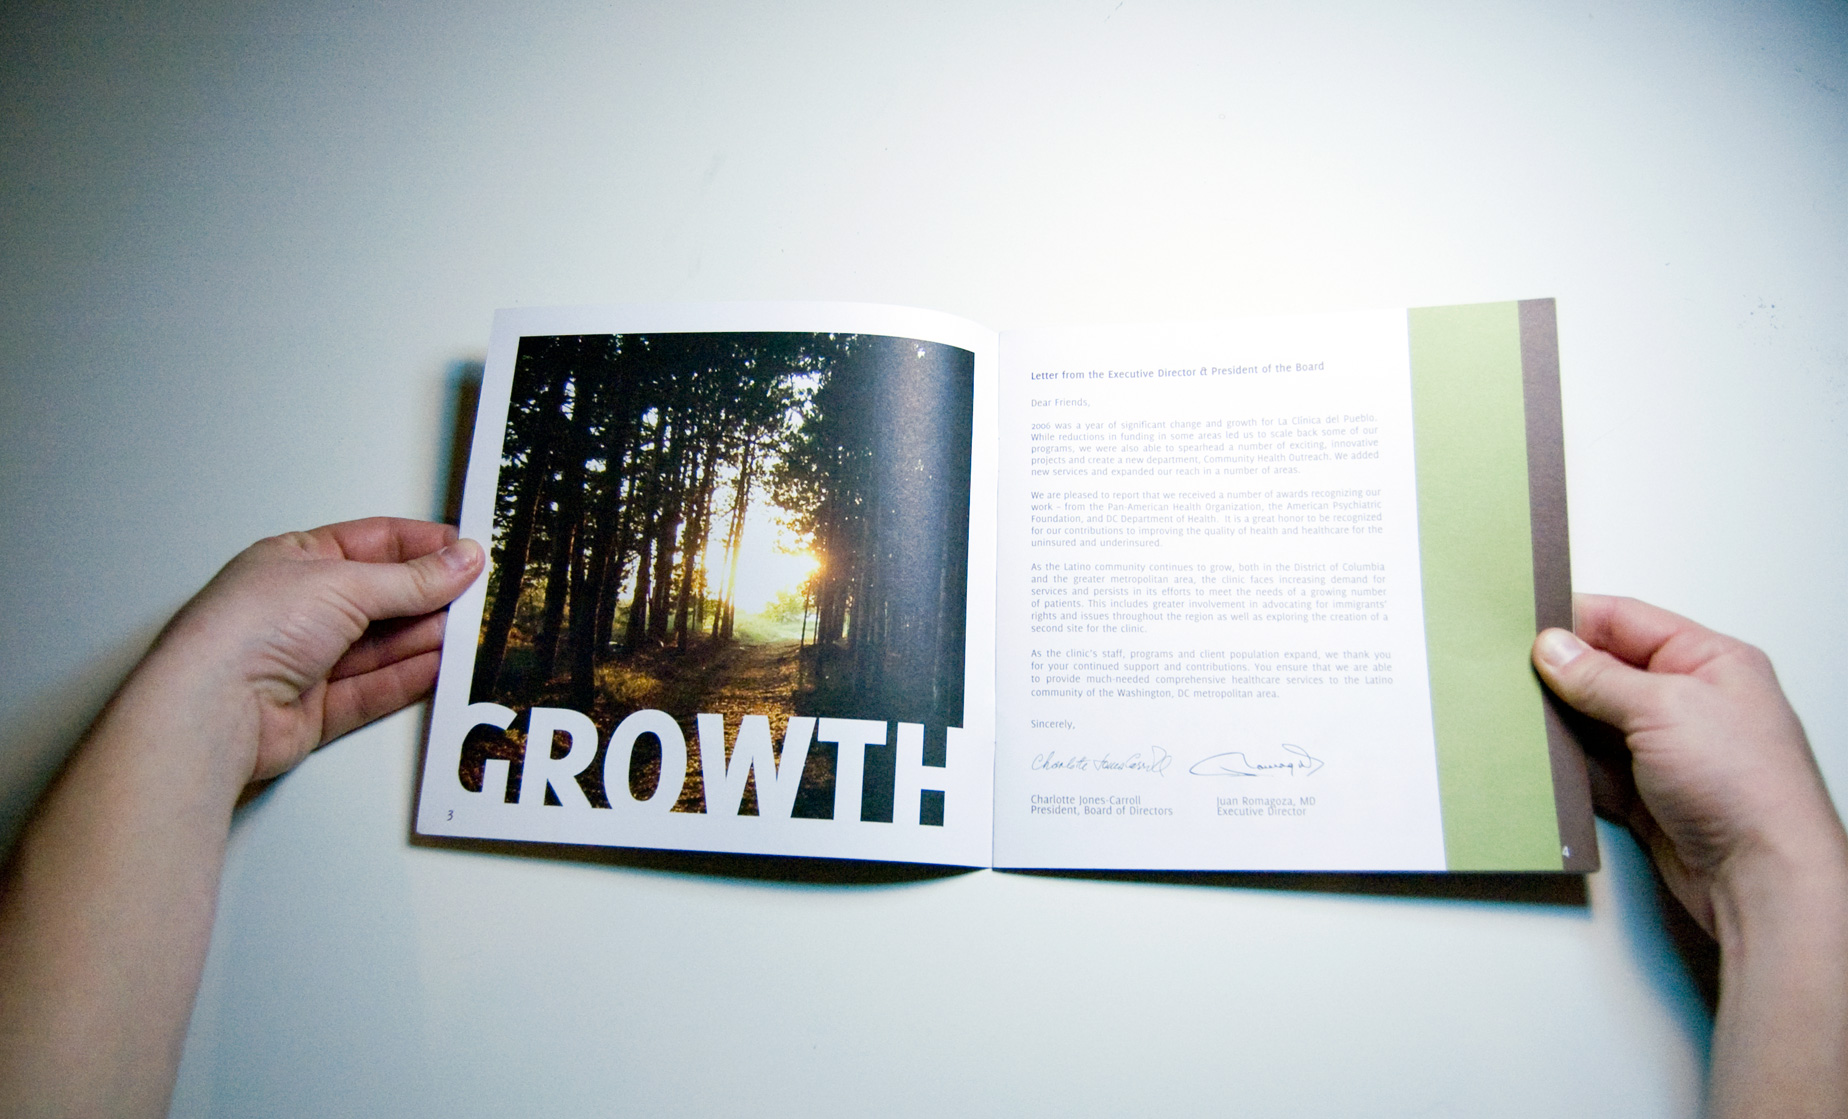 GROWTH
3
Letter from the Executive Director & President of the Board
Dear Friends,
2006 was a year of significant change and growth for La Clínica del Pueblo.
While reductions in funding in some areas led us to scale back some of our
programs, we were also able to spearhead a number of exciting, innovative
projects and create a new department, Community Health Outreach. We added
new services and expanded our reach in a number of areas.
We are pleased to report that we received a number of awards recognizing our
work - from the Pan-American Health Organization, the American Psychiatric
Foundation, and DC Department of Health. It is a great honor to be recognized
for our contributions to improving the quality of health and healthcare for the
uninsured and underinsured.
As the Latino community continues to grow, both in the District of Columbia
and the greater metropolitan area, the clinic faces increasing demand for
services and persists in its efforts to meet the needs of a growing number
of patients. This includes greater involvement in advocating for immigrants'
rights and issues throughout the region as well as exploring the creation of a
second site for the clinic.
As the clinic's staff, programs and client population expand, we thank you
for your continued support and contributions. You ensure that we are able
to provide much-needed comprehensive healthcare services to the Latino
community of the Washington, DC metropolitan area.
Sincerely,
Charlotte Jones-Carroll
Charlotte Jones-Carroll
President, Board of Directors
Juan Romagoza, MD
Executive Director
4